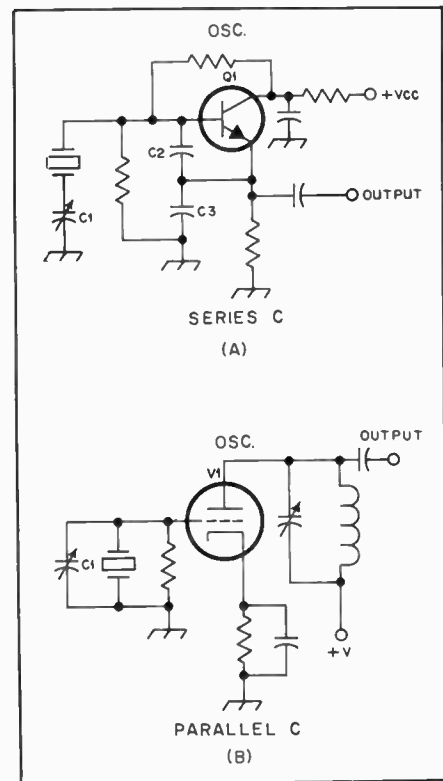 OSC.
Q1
+VCC
C2
C1
C3
OUTPUT
SERIES C
(A)
OUTPUT
OSC.
V1
C1
+V
PARALLEL C
(B)